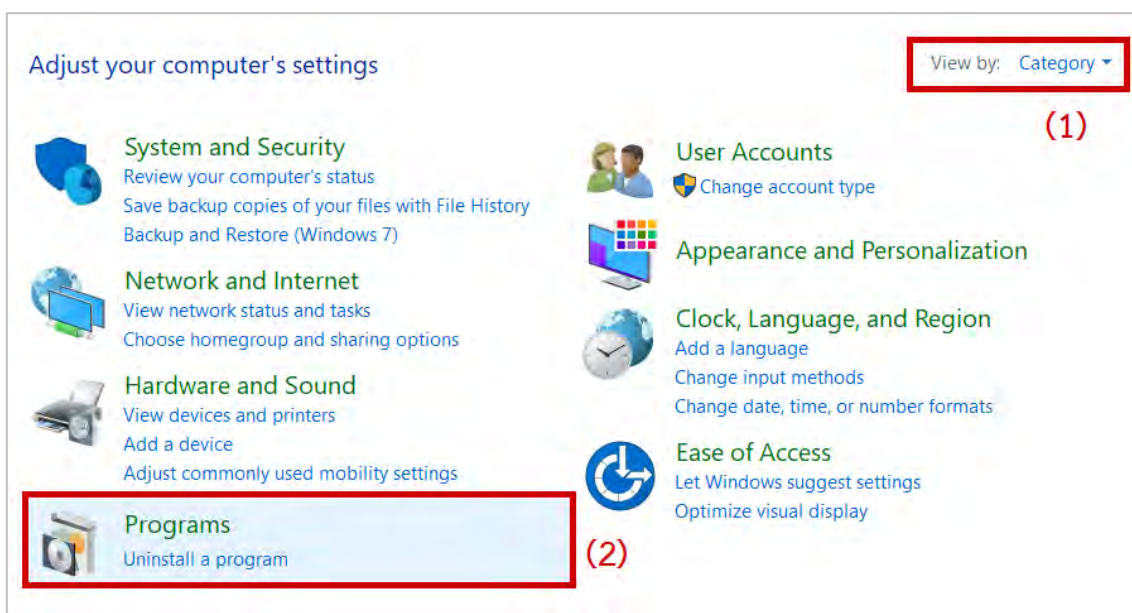 Adjust your computer's settings
View by: Category
(1)
System and Security
Review your computer's status
Save backup copies of your files with File History
Backup and Restore (Windows 7)
Network and Internet
View network status and tasks
Choose homegroup and sharing options
Hardware and Sound
View devices and printers
Add a device
Adjust commonly used mobility settings
Programs
Uninstall a program
(2)
User Accounts
Change account type
Appearance and Personalization
Clock, Language, and Region
Add a language
Change input methods
Change date, time, or number formats
Ease of Access
Let Windows suggest settings
Optimize visual display